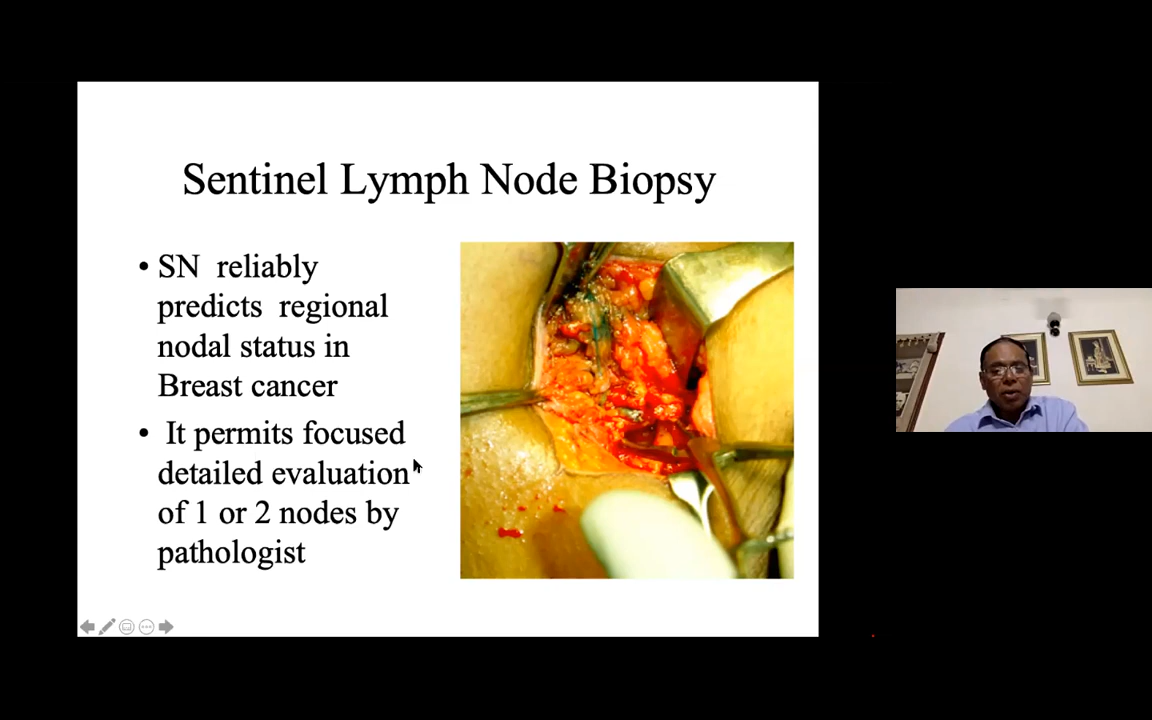 Sentinel Lymph Node Biopsy
• SN reliably
predicts regional
nodal status in
Breast cancer
• It permits focused
detailed evaluation
of 1 or 2 nodes by
pathologist